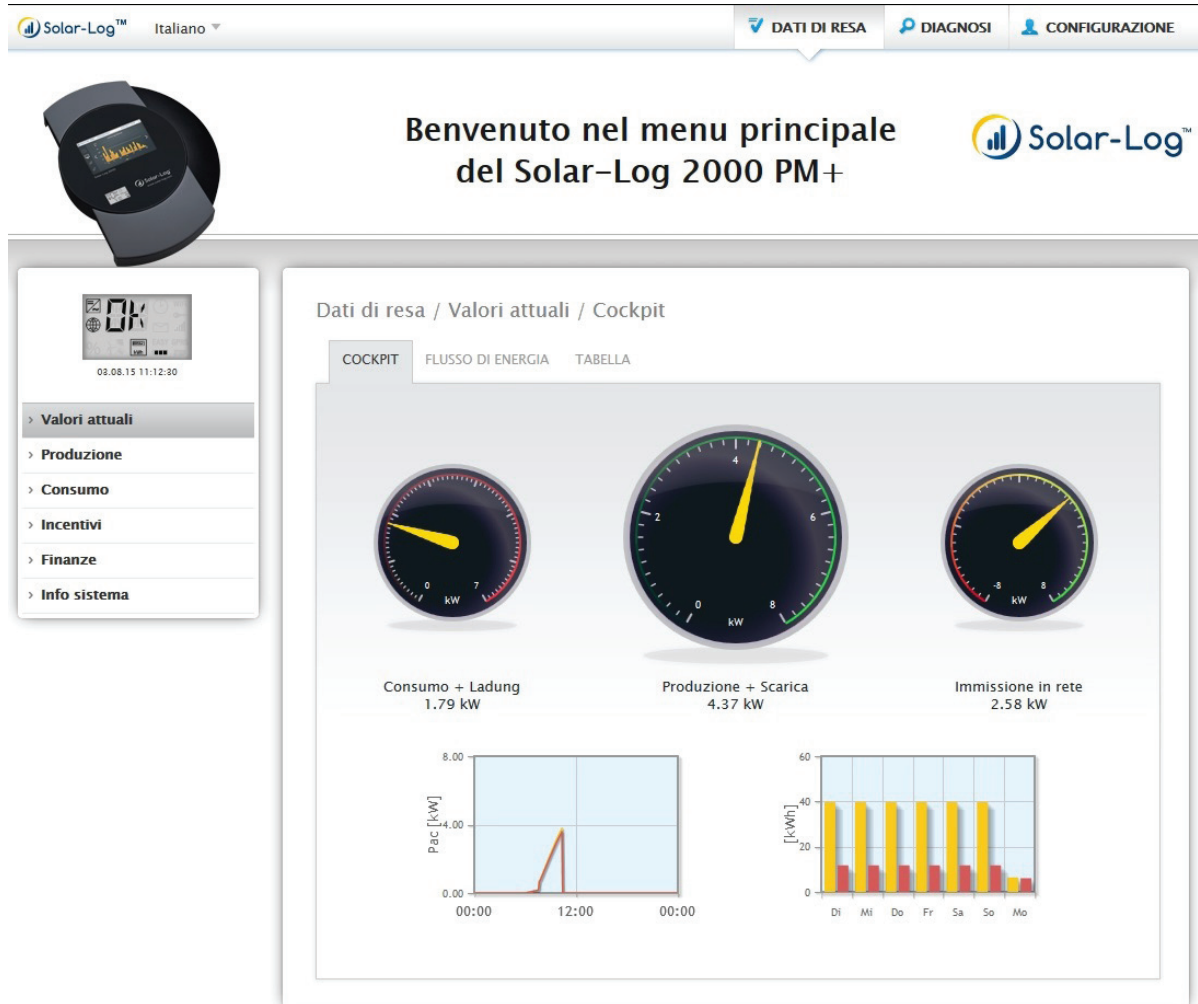 Solar-Log™
Italiano
DATI DI RESA
DIAGNOSI
CONFIGURAZIONE
Benvenuto nel menu principale
del Solar-Log 2000 PM+
Solar-Log™
OK
kWh
03.08.15 11:12:30
Valori attuali
Produzione
Consumo
Incentivi
Finanze
Info sistema
Dati di resa / Valori attuali / Cockpit
COCKPIT
FLUSSO DI ENERGIA
TABELLA
0 7
kW
0 2 4 6 8
kW
-8 8
kW
Consumo + Ladung
1.79 kW
Produzione + Scarica
4.37 kW
Immissione in rete
2.58 kW
Pac [kW]
8.00
4.00
0.00
00:00 12:00 00:00
[kWh]
60
40
20
0
Di Mi Do Fr Sa So Mo